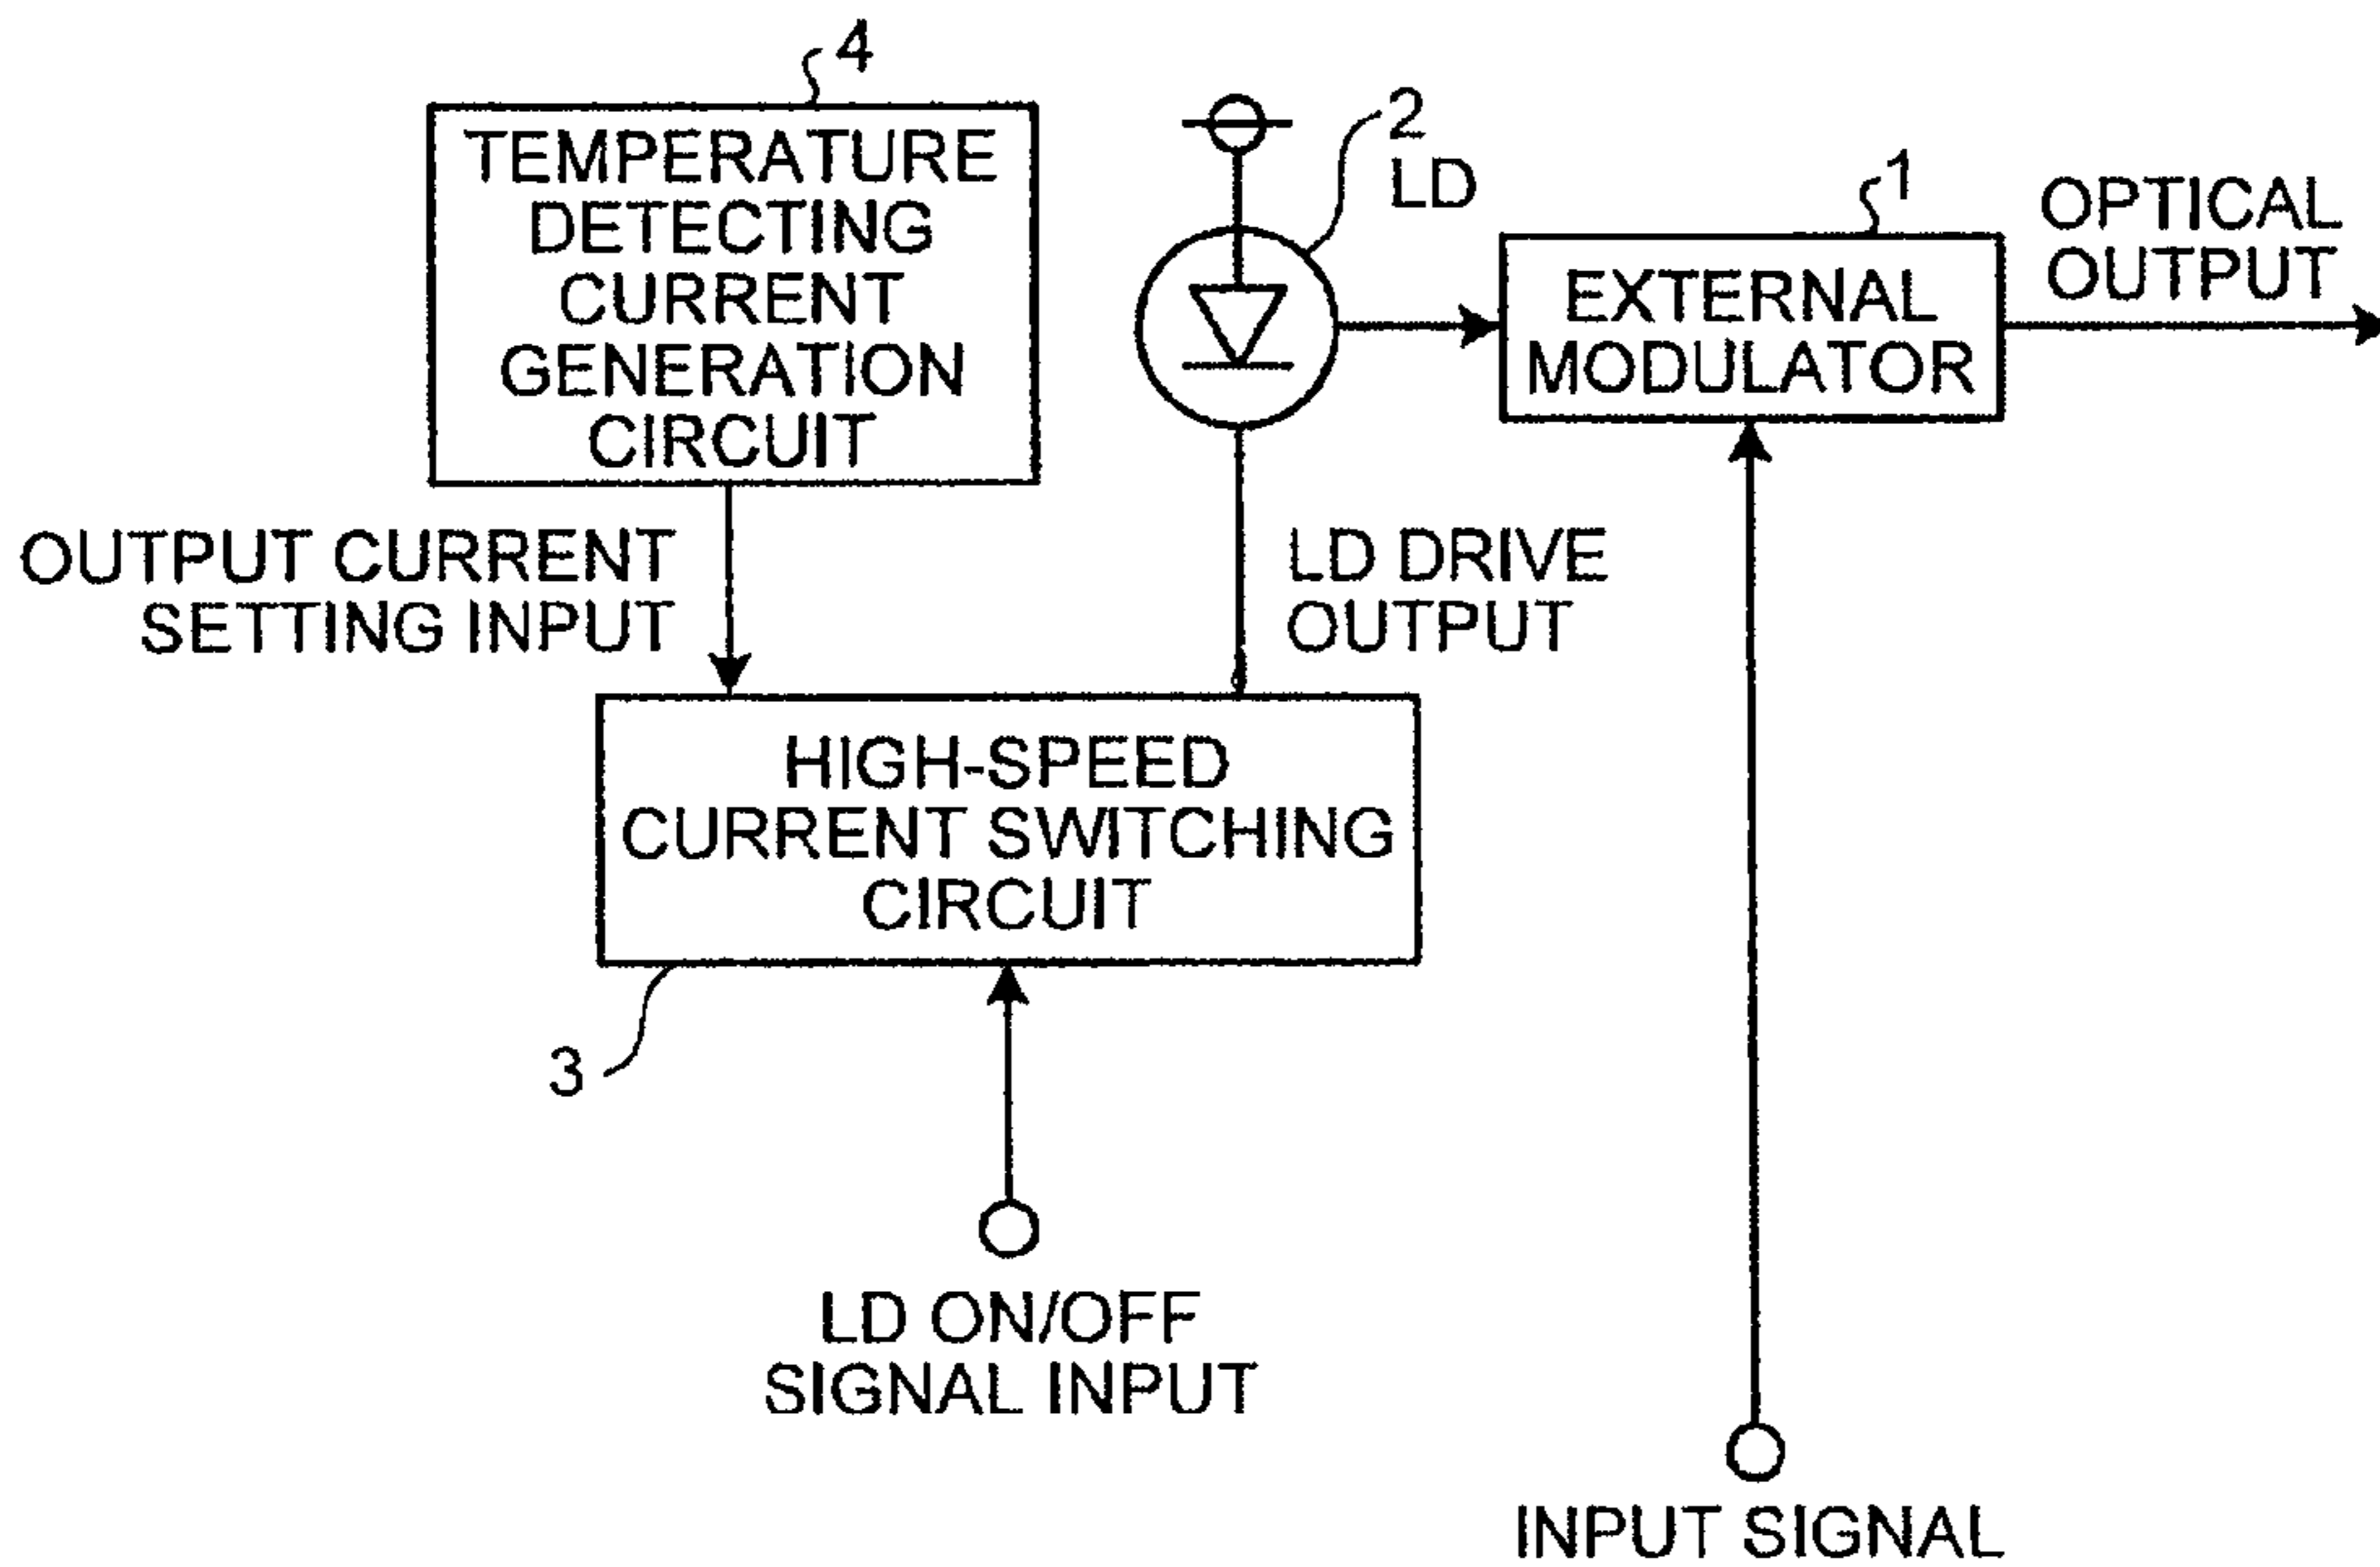 4
TEMPERATURE
DETECTING
CURRENT
GENERATION
CIRCUIT
2
LD
1
EXTERNAL
MODULATOR
OPTICAL
OUTPUT
OUTPUT CURRENT
SETTING INPUT
LD DRIVE
OUTPUT
HIGH-SPEED
CURRENT SWITCHING
CIRCUIT
3
LD ON/OFF
SIGNAL INPUT
INPUT SIGNAL